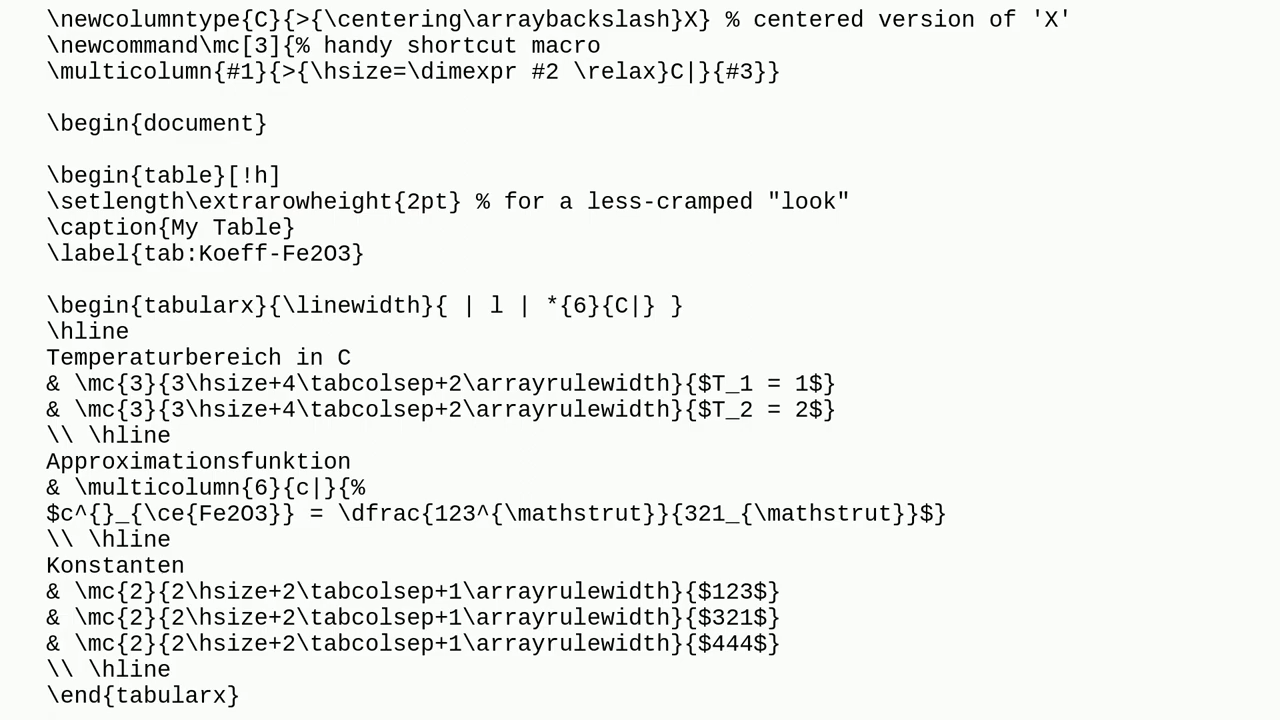 \newcolumntype{C}{>{\centering\arraybackslash}X} % centered version of 'X'
\newcommand\mc[3]{% handy shortcut macro
\multicolumn{#1}{>{\hsize=\dimexpr #2 \relax}C|}{#3}}
\begin{document}
\begin{table}[!h]
\setlength\extrarowheight{2pt} % for a less-cramped "look"
\caption{My Table}
\label{tab:Koeff-Fe2O3}
\begin{tabularx}{\linewidth}{ | l | *{6}{C|} }
\hline
Temperaturbereich in C
& \mc{3}{3\hsize+4\tabcolsep+2\arrayrulewidth}{$T_1 = 1$}
& \mc{3}{3\hsize+4\tabcolsep+2\arrayrulewidth}{$T_2 = 2$}
\\ \hline
Approximationsfunktion
& \multicolumn{6}{c|}{%
$c^{}_{\ce{Fe2O3}} = \dfrac{123^{\mathstrut}}{321_{\mathstrut}}$}
\\ \hline
Konstanten
& \mc{2}{2\hsize+2\tabcolsep+1\arrayrulewidth}{$123$}
& \mc{2}{2\hsize+2\tabcolsep+1\arrayrulewidth}{$321$}
& \mc{2}{2\hsize+2\tabcolsep+1\arrayrulewidth}{$444$}
\\ \hline
\end{tabularx}